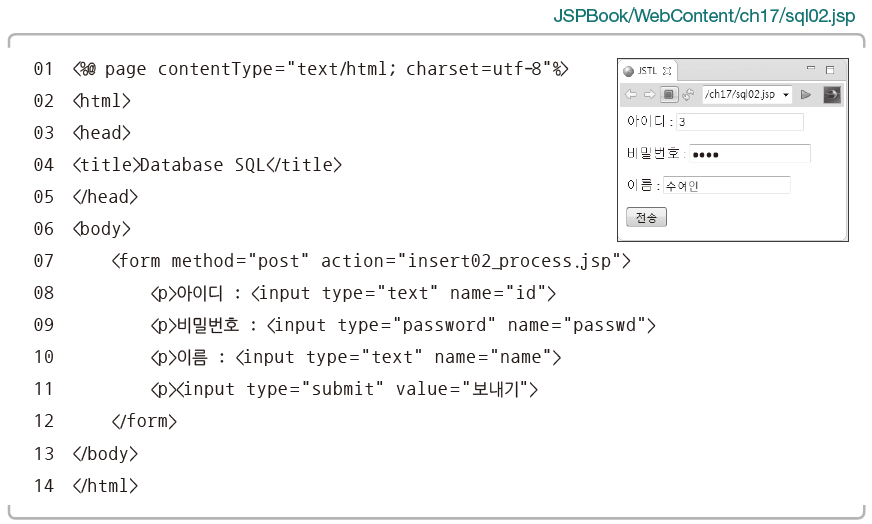 JSPBook/WebContent/ch17/sql02.jsp
01 <%@ page contentType="text/html; charset=utf-8"%>
02 <html>
03 <head>
04 <title>Database SQL</title>
05 </head>
06 <body>
07 <form method="post" action="insert02_process.jsp">
08 <p>아이디 : <input type="text" name="id">
09 <p>비밀번호 : <input type="password" name="passwd">
10 <p>이름 : <input type="text" name="name">
11 <p><input type="submit" value="보내기">
12 </form>
13 </body>
14 </html>
JSTL
/ch17/sql02.jsp
아이디 : 3
비밀번호 : ●●●●
이름 : 수여인
전송